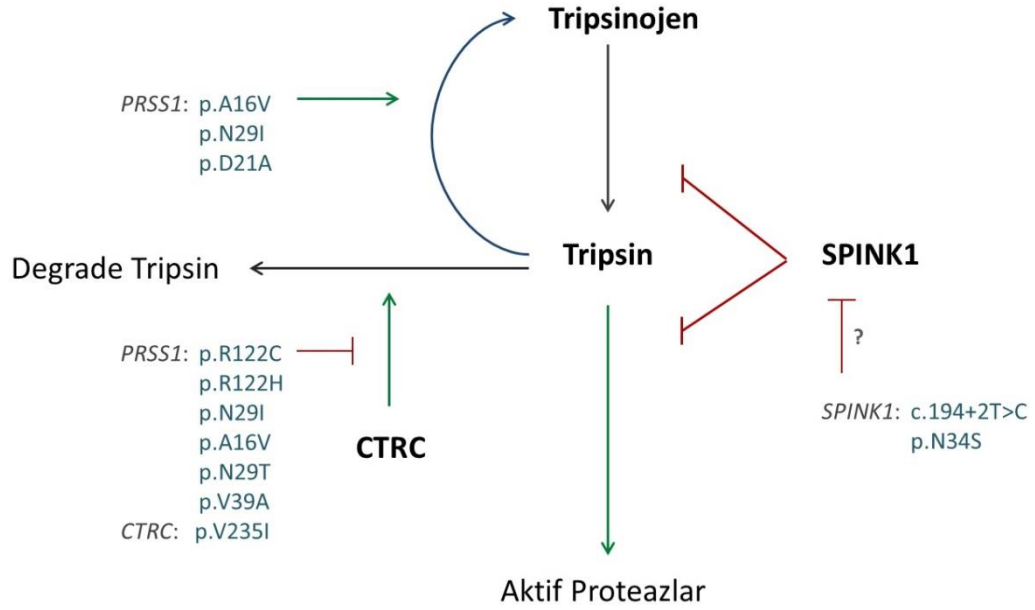 Tripsinojen
PRSS1: p.A16V
p.N29I
p.D21A
Degrade Tripsin
Tripsin
SPINK1
PRSS1: p.R122C
p.R122H
p.N29I
p.A16V
p.N29T
p.V39A
CTRC: p.V235I
CTRC
?
SPINK1: c.194+2T>C
p.N34S
Aktif Proteazlar